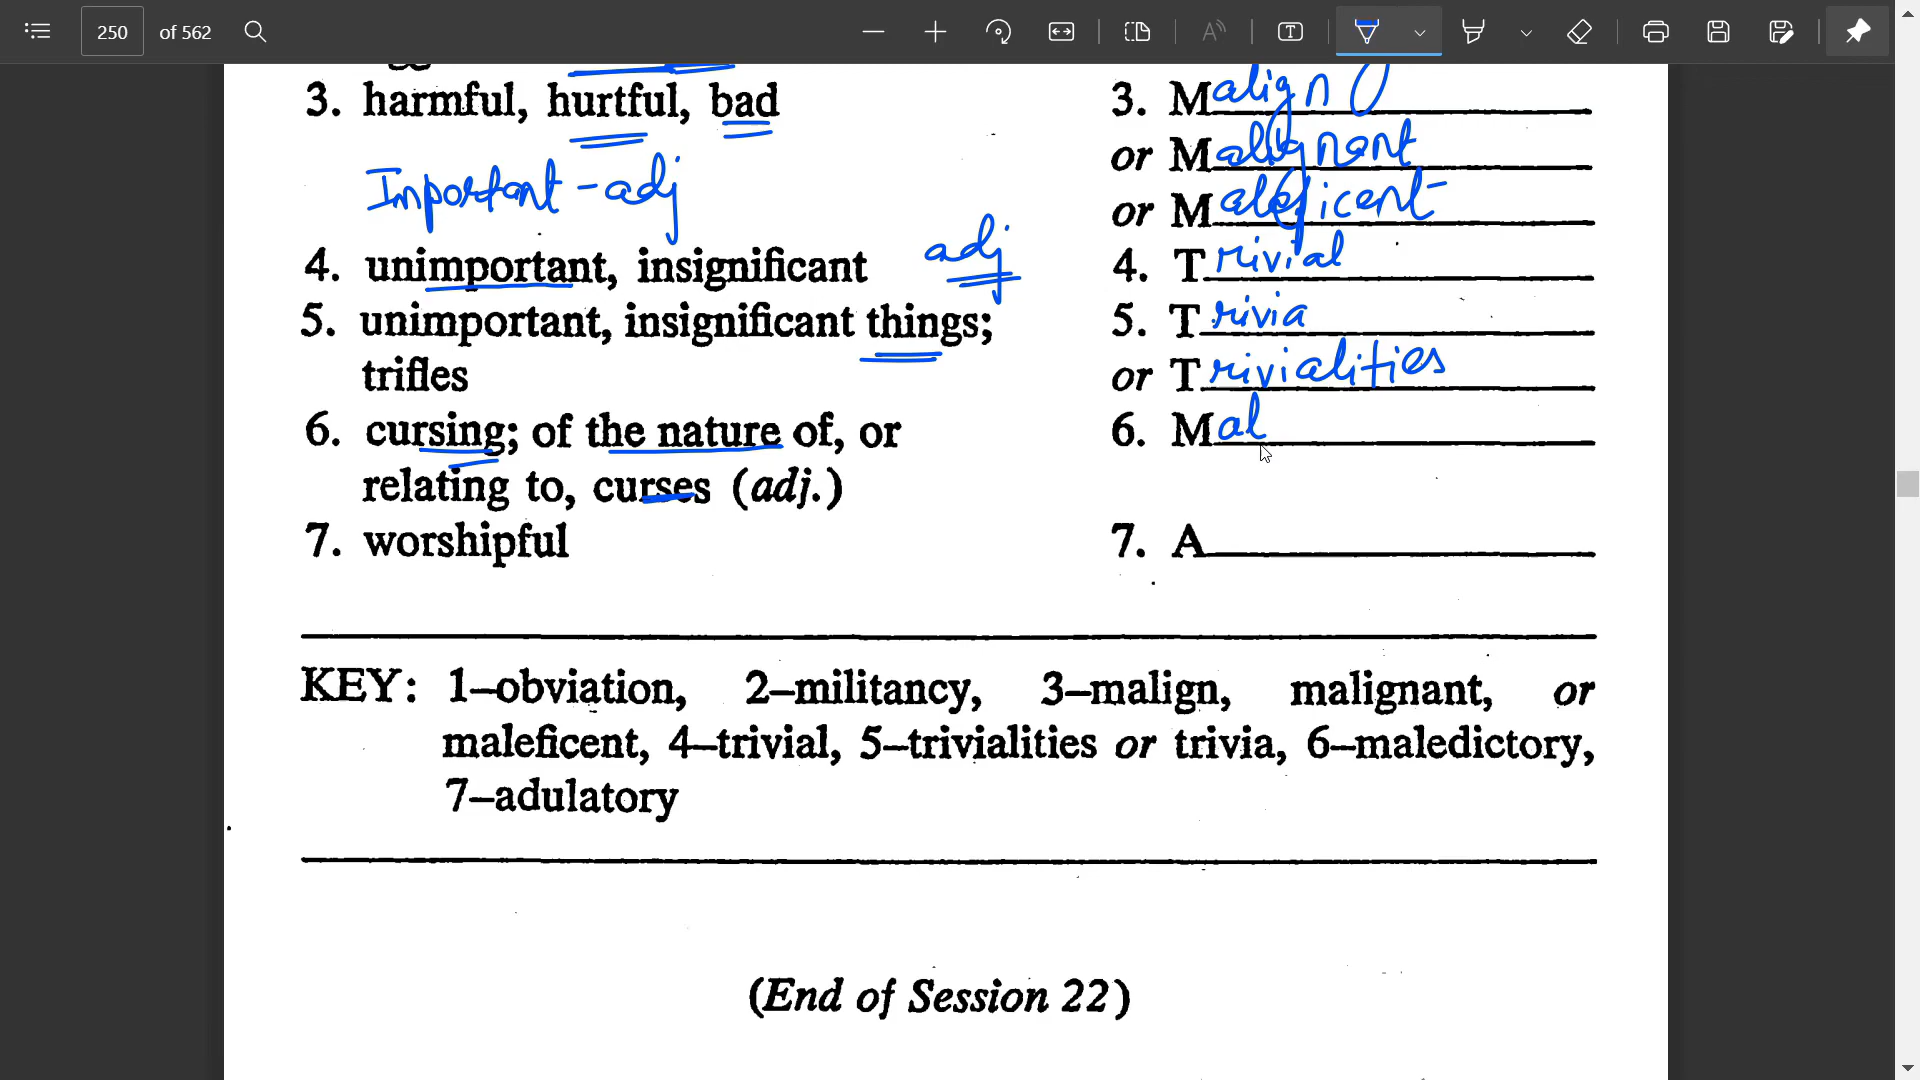 250 of 562
3. harmful, hurtful, bad 3. Malign
or Malignant
Important - adj or Maleficent
4. unimportant, insignificant adj 4. Trivial
5. unimportant, insignificant things; 5. Trivia
trifles or Trivialities
6. cursing; of the nature of, or 6. Mal
relating to, curses (adj.)
7. worshipful 7. A
KEY: 1–obviation, 2–militancy, 3–malign, malignant, or
maleficent, 4–trivial, 5–trivialities or trivia, 6–maledictory,
7–adulatory
(End of Session 22)